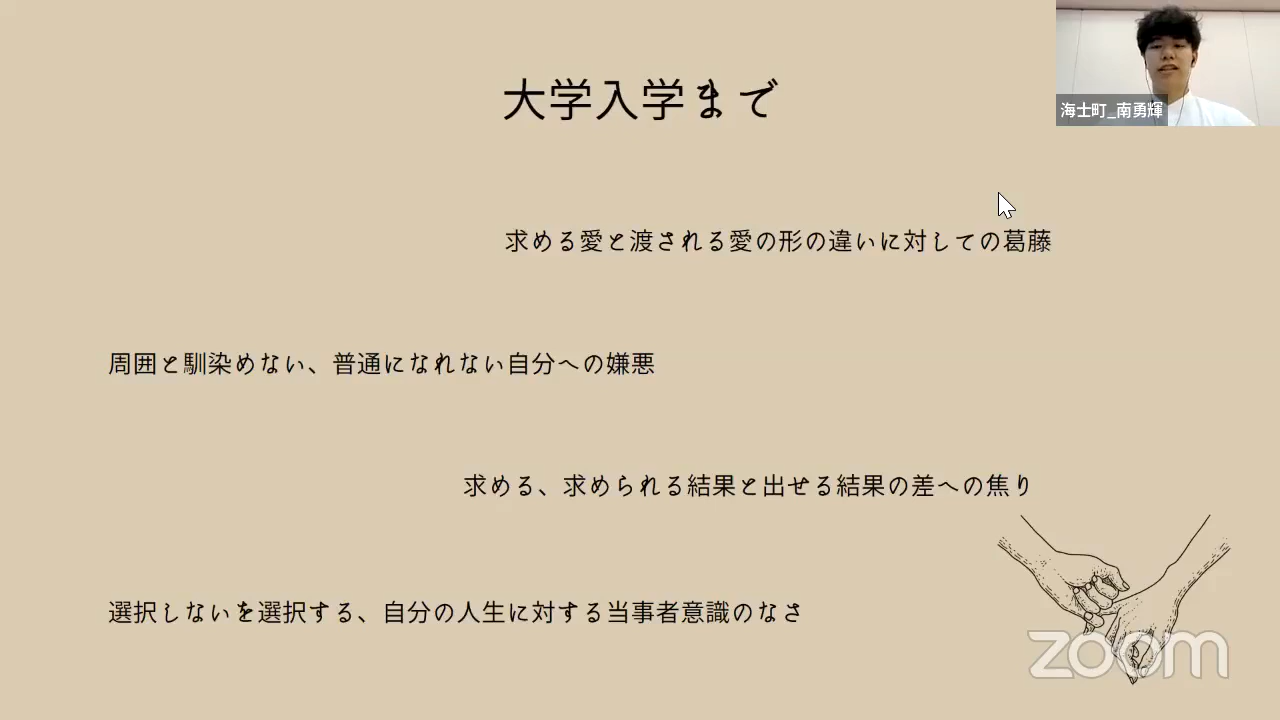 大学入学まで
海士町_南勇輝
求める愛と渡される愛の形の違いに対しての葛藤
周囲と馴染めない、普通になれない自分への嫌悪
求める、求められる結果と出せる結果の差への焦り
選択しないを選択する、自分の人生に対する当事者意識のなさ
zoom